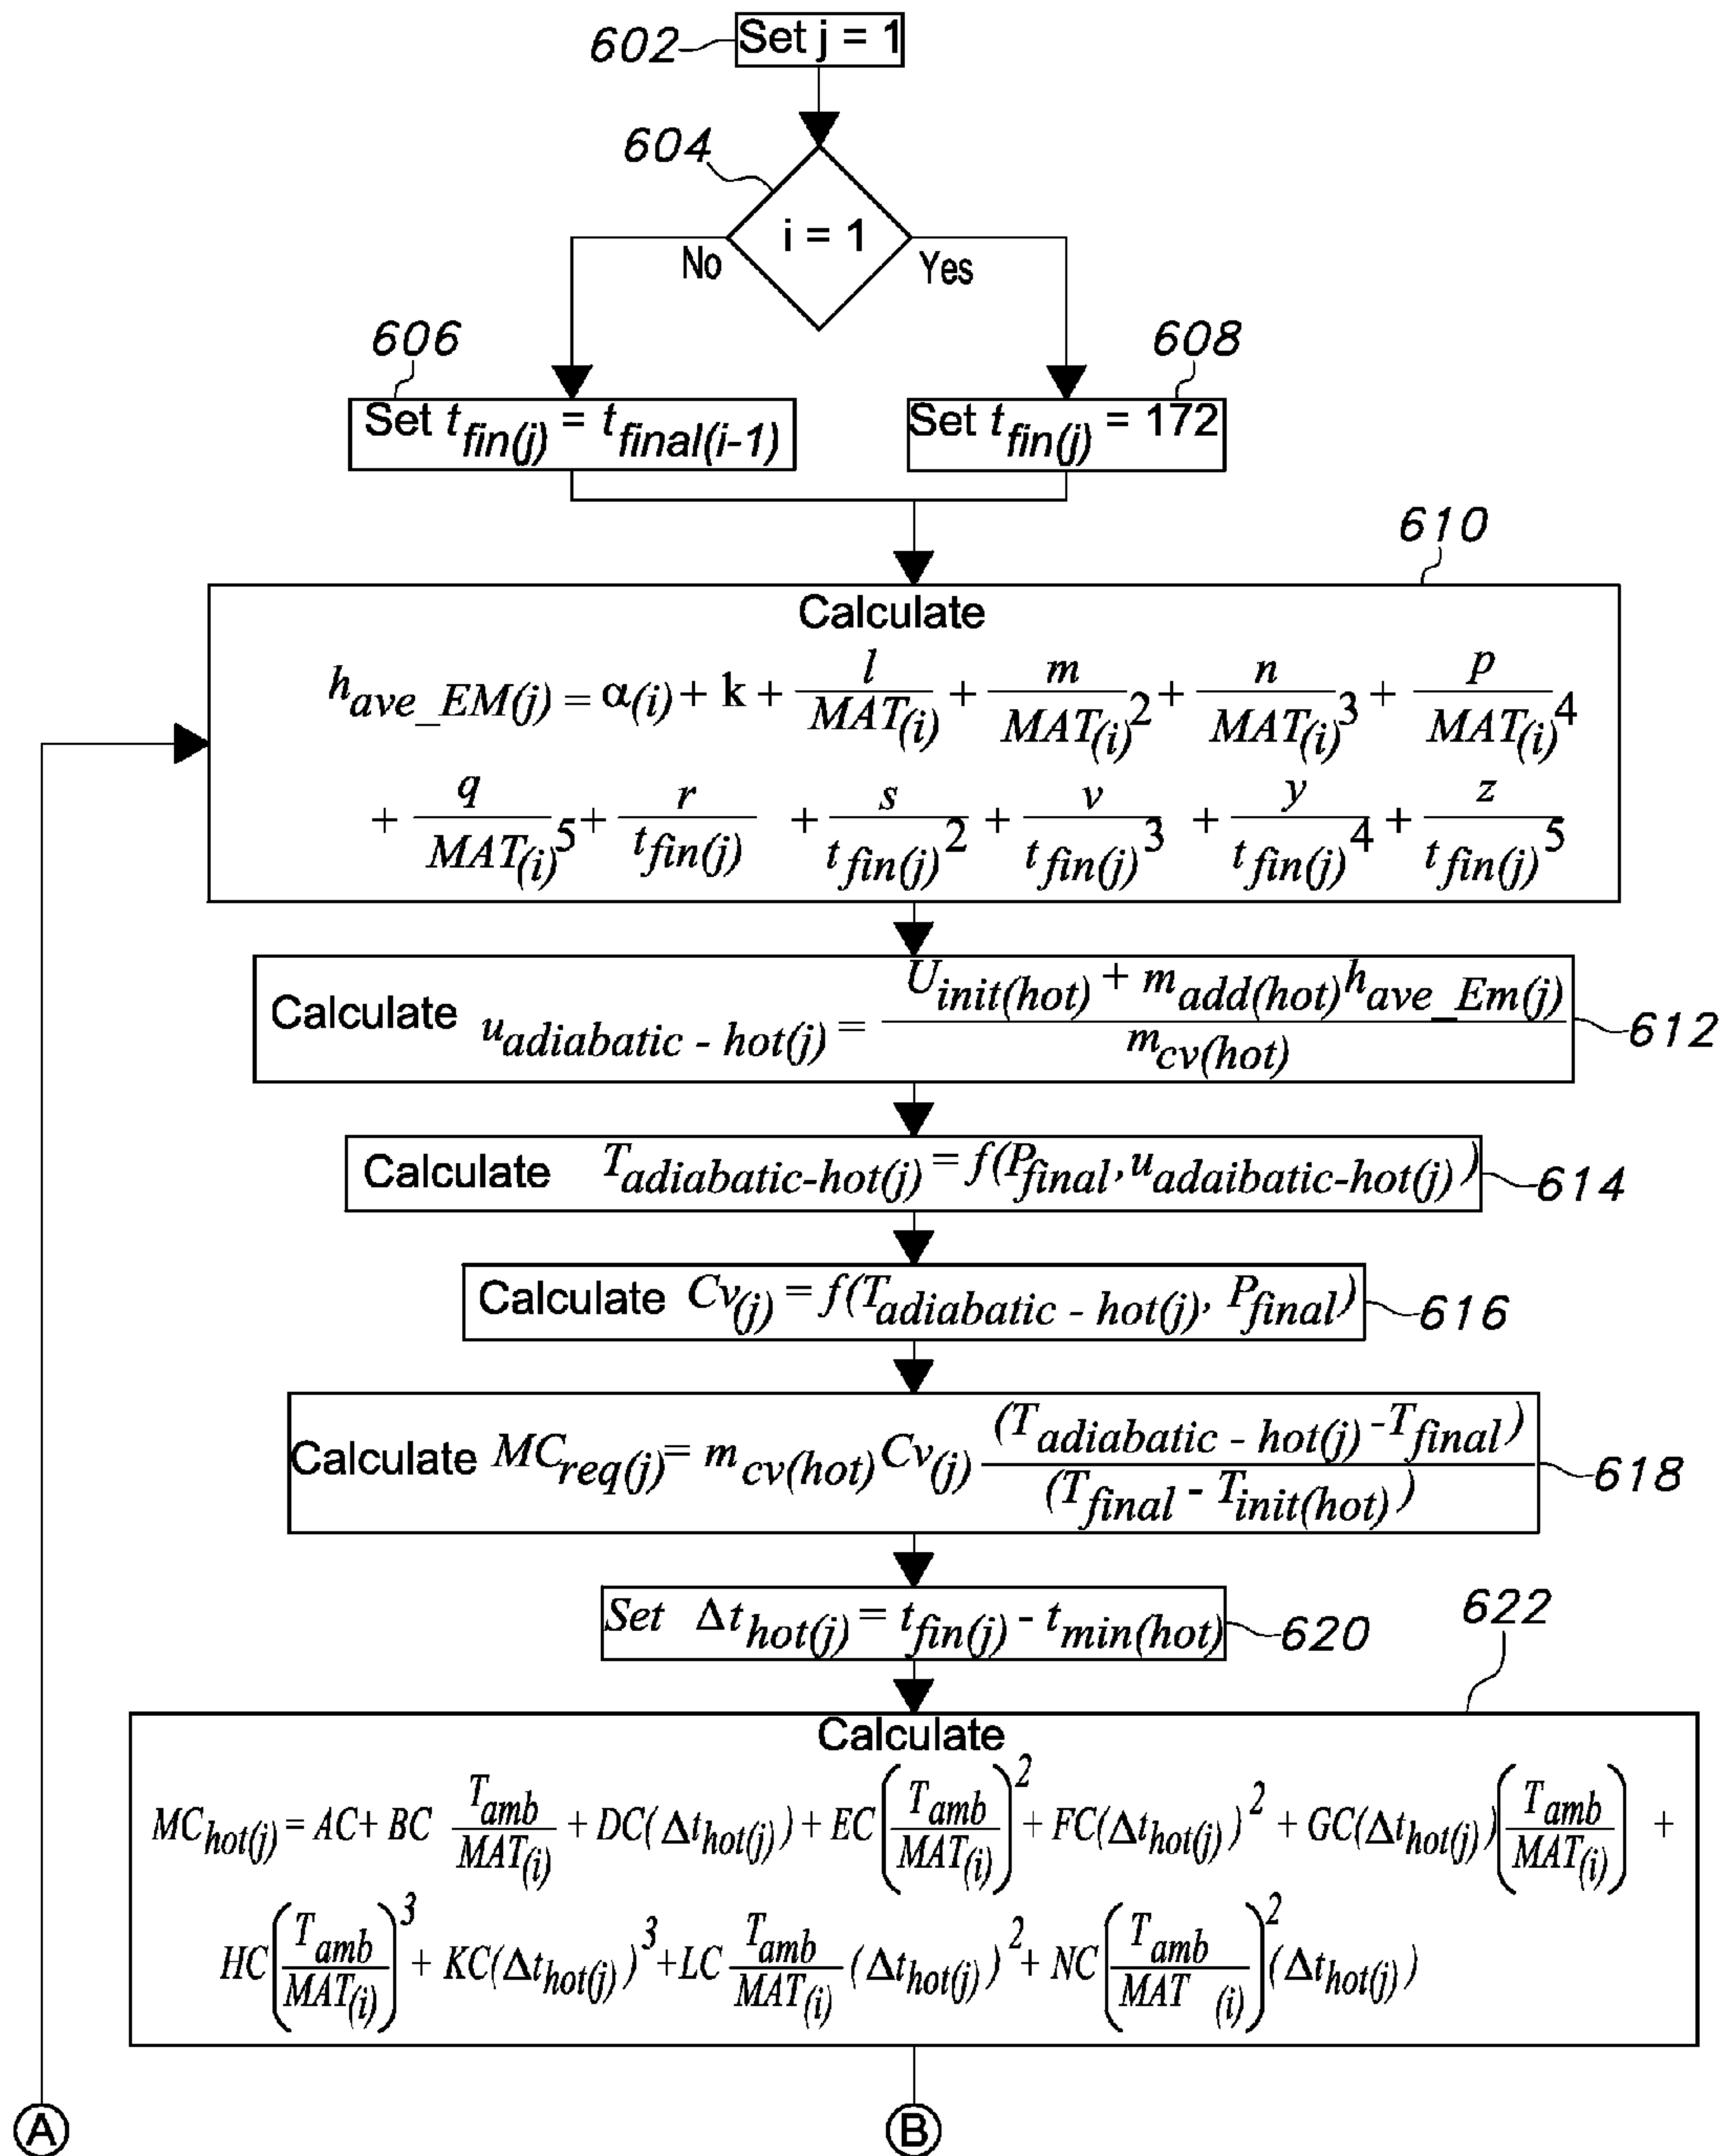 602 Set j = 1
604
i = 1
No Yes
606 608
Set t_fin(j) = t_final(i-1)
Set t_fin(j) = 172
610
Calculate
h_ave_EM(j) = α(i) + k + l/MAT(i) + m/MAT(i)^2 + n/MAT(i)^3 + p/MAT(i)^4
+ q/MAT(i)^5 + r/t_fin(j) + s/t_fin(j)^2 + v/t_fin(j)^3 + y/t_fin(j)^4 + z/t_fin(j)^5
Calculate u_adiabatic - hot(j) = (U_init(hot) + m_add(hot) h_ave_Em(j))/m_cv(hot) 612
Calculate T_adiabatic-hot(j) = f(P_final, u_adaibatic-hot(j)) 614
Calculate Cv(j) = f(T_adiabatic - hot(j), P_final) 616
Calculate MC_req(j) = m_cv(hot) Cv(j) (T_adiabatic - hot(j) - T_final)/(T_final - T_init(hot)) 618
Set Δt_hot(j) = t_fin(j) - t_min(hot) 620
622
Calculate
MC_hot(j) = AC + BC T_amb/MAT(i) + DC(Δt_hot(j)) + EC(T_amb/MAT(i))^2 + FC(Δt_hot(j))^2 + GC(Δt_hot(j))(T_amb/MAT(i)) +
HC(T_amb/MAT(i))^3 + KC(Δt_hot(j))^3 + LC T_amb/MAT(i) (Δt_hot(j))^2 + NC(T_amb/MAT (i))^2 (Δt_hot(j))
A B